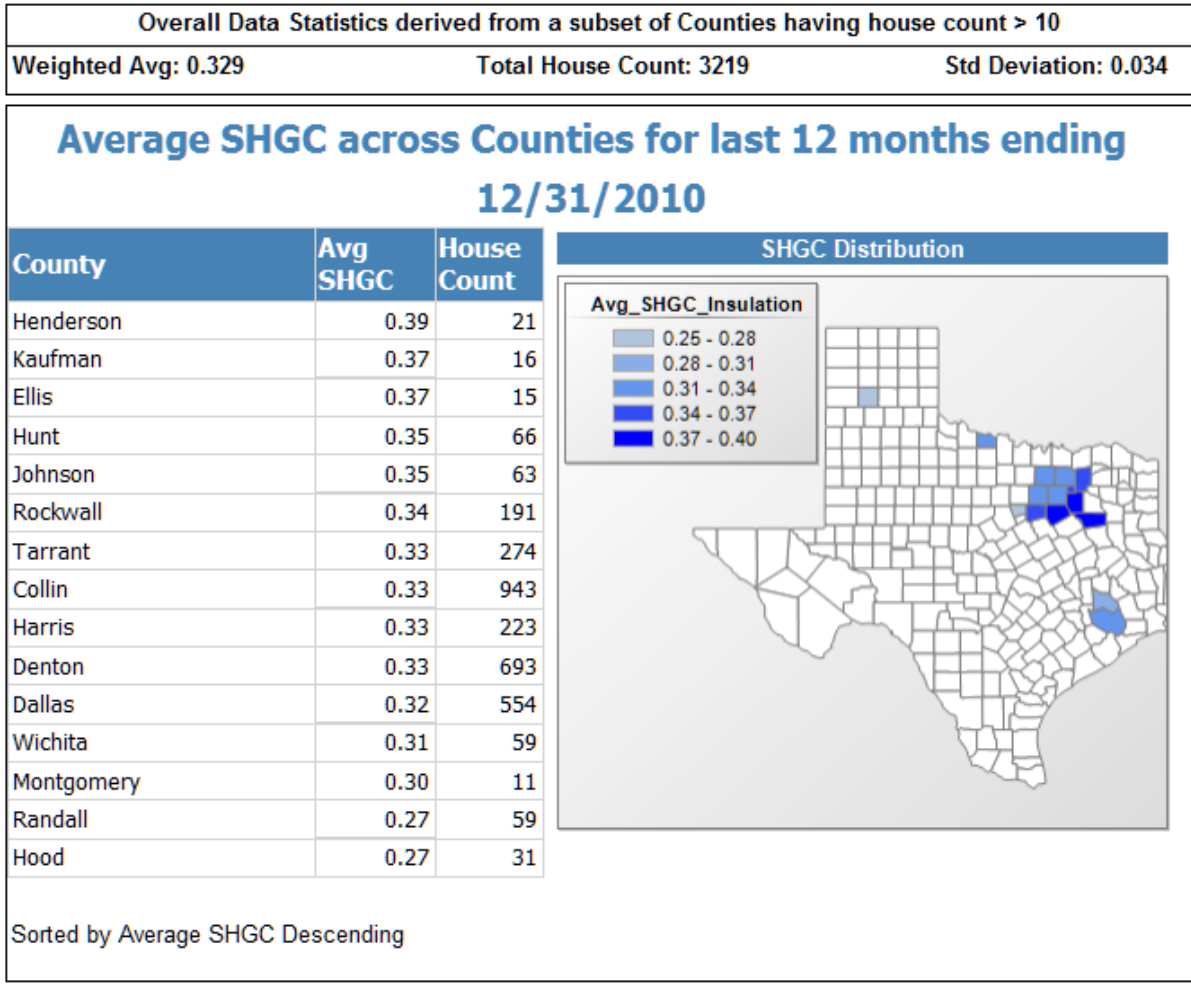 Overall Data Statistics derived from a subset of Counties having house count > 10
Weighted Avg: 0.329 Total House Count: 3219 Std Deviation: 0.034
Average SHGC across Counties for last 12 months ending
12/31/2010
County Avg SHGC House Count
Henderson 0.39 21
Kaufman 0.37 16
Ellis 0.37 15
Hunt 0.35 66
Johnson 0.35 63
Rockwall 0.34 191
Tarrant 0.33 274
Collin 0.33 943
Harris 0.33 223
Denton 0.33 693
Dallas 0.32 554
Wichita 0.31 59
Montgomery 0.30 11
Randall 0.27 59
Hood 0.27 31
SHGC Distribution
Avg_SHGC_Insulation
0.25 - 0.28
0.28 - 0.31
0.31 - 0.34
0.34 - 0.37
0.37 - 0.40
Sorted by Average SHGC Descending